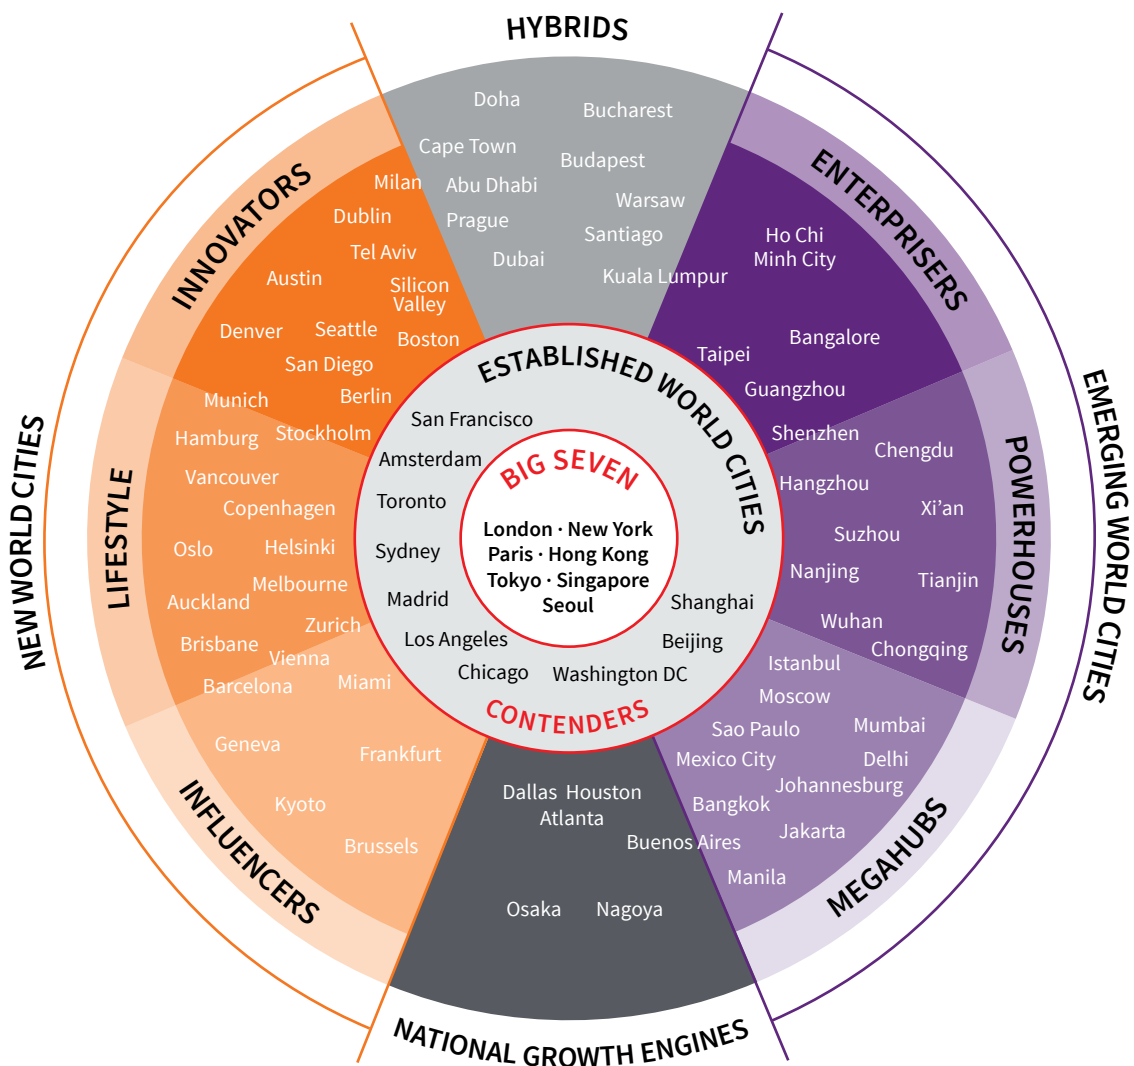 HYBRIDS
Doha
Bucharest
Cape Town
Budapest
Abu Dhabi
Warsaw
Prague
Santiago
Dubai
Kuala Lumpur
INNOVATORS
Milan
Dublin
Tel Aviv
Austin
Silicon
Valley
Denver
Seattle
Boston
San Diego
Berlin
Munich
Stockholm
NEW WORLD CITIES
LIFESTYLE
Hamburg
Vancouver
Copenhagen
Oslo
Helsinki
Melbourne
Auckland
Zurich
Brisbane
Vienna
Barcelona
Miami
INFLUENCERS
Geneva
Frankfurt
Kyoto
Brussels
ESTABLISHED WORLD CITIES
San Francisco
Amsterdam
Toronto
Sydney
Madrid
Los Angeles
Chicago
Washington DC
Beijing
Shanghai
CONTENDERS
BIG SEVEN
London · New York
Paris · Hong Kong
Tokyo · Singapore
Seoul
ENTERPRISERS
Ho Chi
Minh City
Bangalore
Taipei
Guangzhou
Shenzhen
EMERGING WORLD CITIES
POWERHOUSES
Chengdu
Hangzhou
Xi’an
Suzhou
Nanjing
Tianjin
Wuhan
Chongqing
MEGAHUBS
Istanbul
Moscow
Sao Paulo
Mumbai
Mexico City
Delhi
Johannesburg
Bangkok
Jakarta
Manila
Dallas Houston
Atlanta
Buenos Aires
Osaka
Nagoya
NATIONAL GROWTH ENGINES